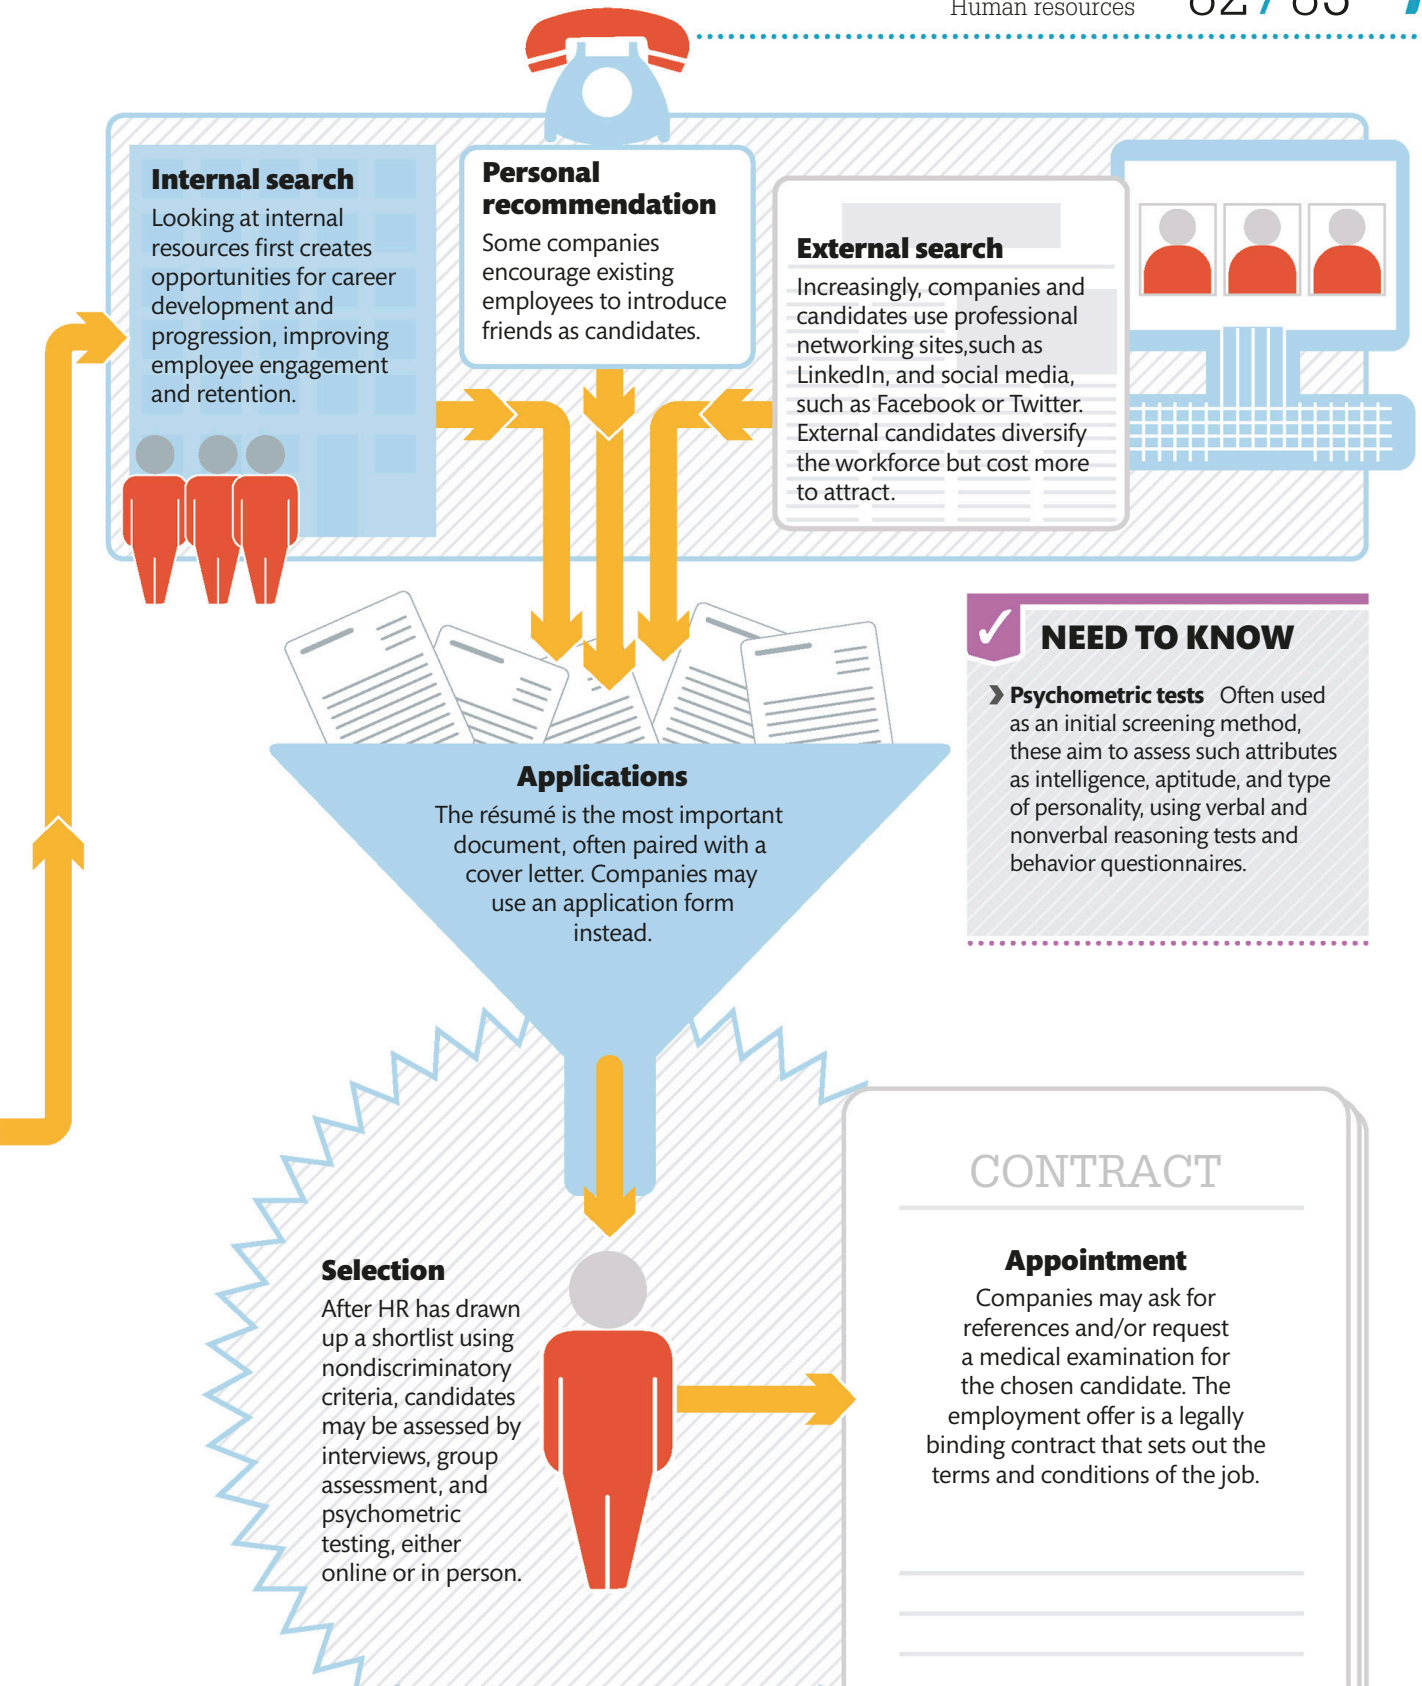 Human resources 82 / 83
Internal search
Looking at internal
resources first creates
opportunities for career
development and
progression, improving
employee engagement
and retention.
Personal
recommendation
Some companies
encourage existing
employees to introduce
friends as candidates.
External search
Increasingly, companies and
candidates use professional
networking sites,such as
LinkedIn, and social media,
such as Facebook or Twitter.
External candidates diversify
the workforce but cost more
to attract.
NEED TO KNOW
Psychometric tests Often used
as an initial screening method,
these aim to assess such attributes
as intelligence, aptitude, and type
of personality, using verbal and
nonverbal reasoning tests and
behavior questionnaires.
Applications
The résumé is the most important
document, often paired with a
cover letter. Companies may
use an application form
instead.
Selection
After HR has drawn
up a shortlist using
nondiscriminatory
criteria, candidates
may be assessed by
interviews, group
assessment, and
psychometric
testing, either
online or in person.
CONTRACT
Appointment
Companies may ask for
references and/or request
a medical examination for
the chosen candidate. The
employment offer is a legally
binding contract that sets out the
terms and conditions of the job.